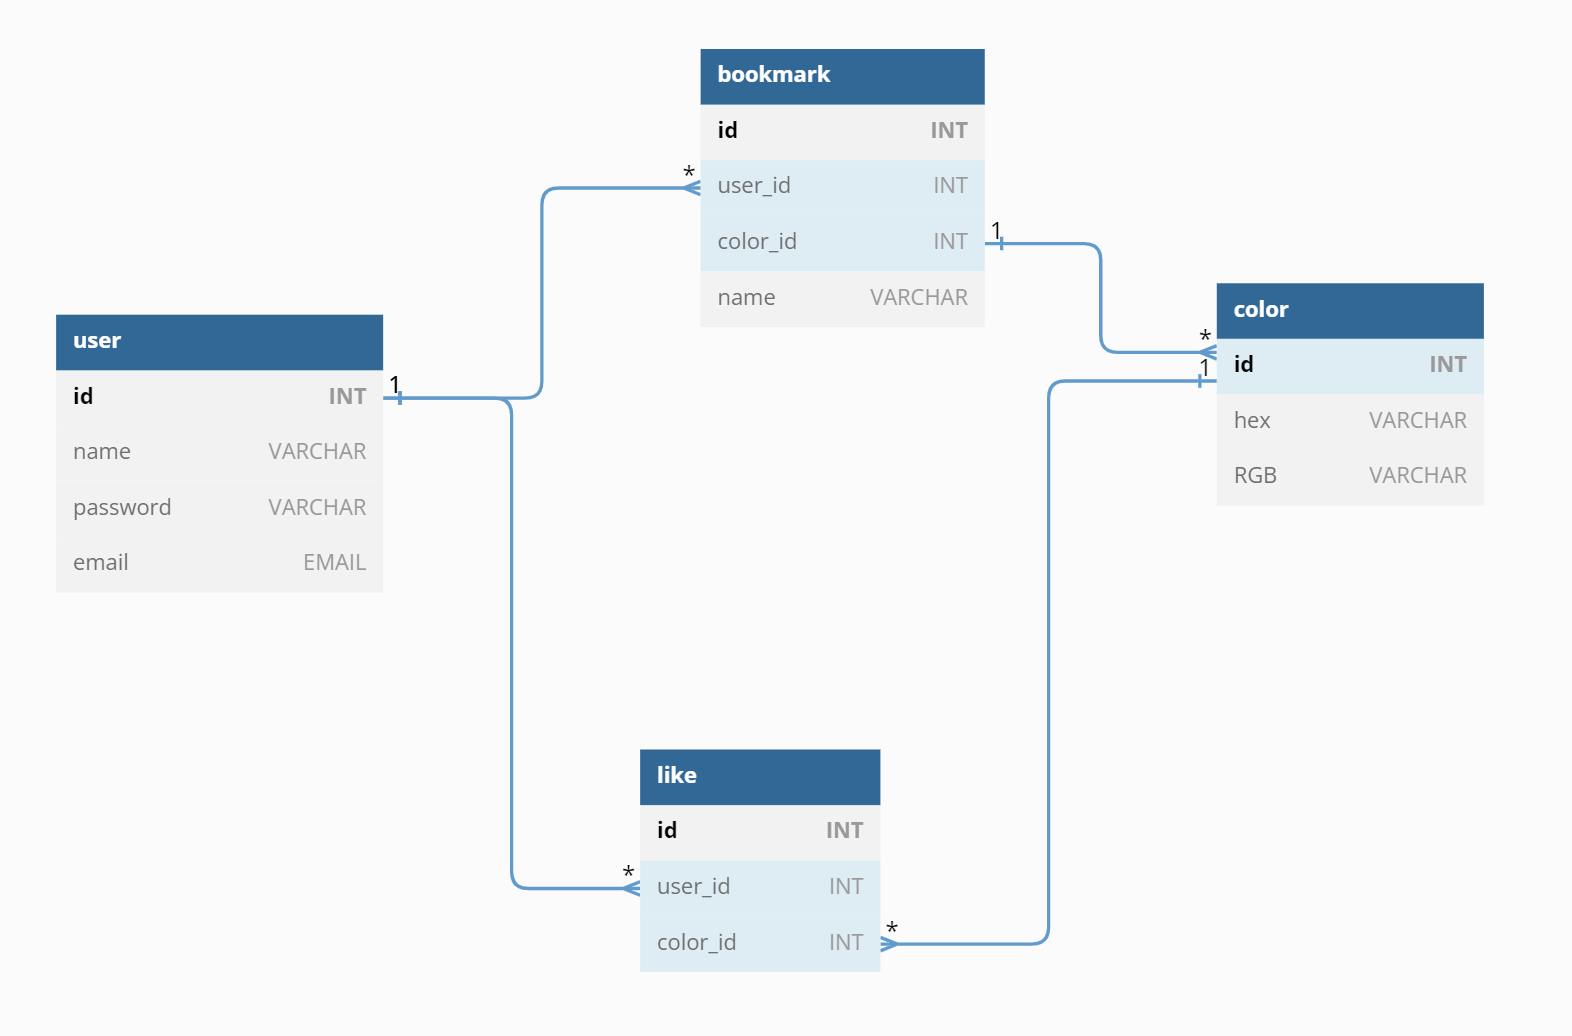 bookmark
id INT
* user_id INT
color_id INT 1
name VARCHAR
user
id INT 1
name VARCHAR
password VARCHAR
email EMAIL
color
*
id INT
1
hex VARCHAR
RGB VARCHAR
like
id INT
* user_id INT
color_id INT *